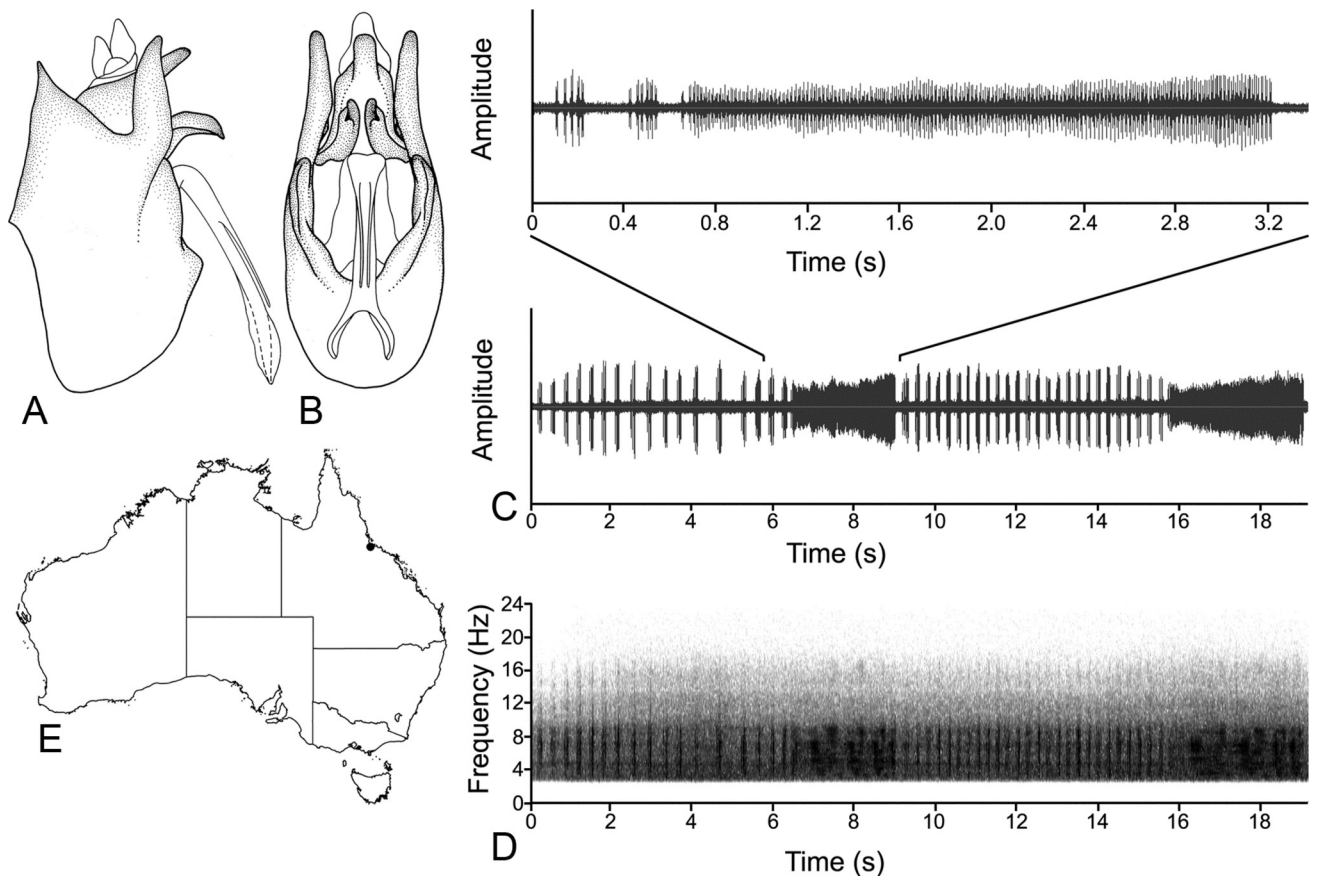 A
B
Amplitude
0 0.4 0.8 1.2 1.6 2.0 2.4 2.8 3.2
Time (s)
Amplitude
C
0 2 4 6 8 10 12 14 16 18
Time (s)
E
Frequency (Hz)
24
20
16
12
8
4
0
D
0 2 4 6 8 10 12 14 16 18
Time (s)